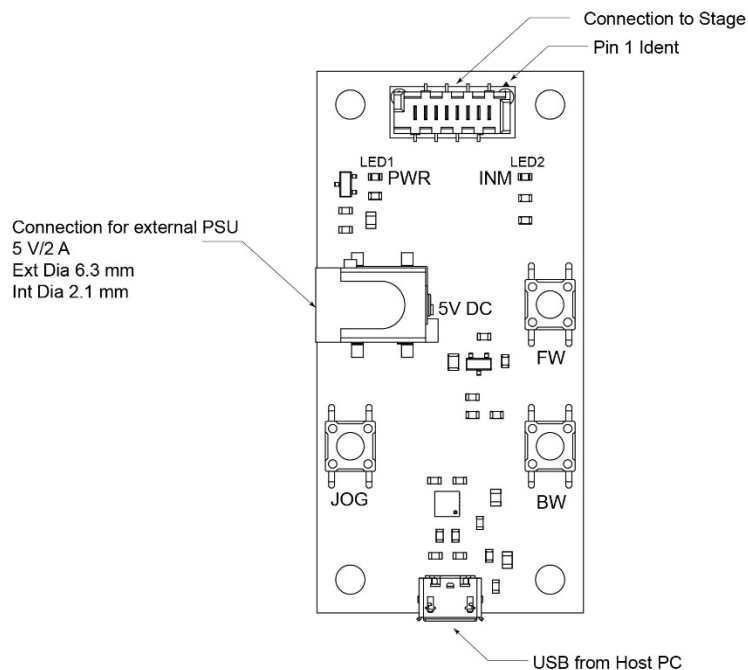 Connection to Stage
Pin 1 Ident
LED1
LED2
PWR
INM
Connection for external PSU
5 V/2 A
Ext Dia 6.3 mm
Int Dia 2.1 mm
5V DC
FW
JOG
BW
USB from Host PC